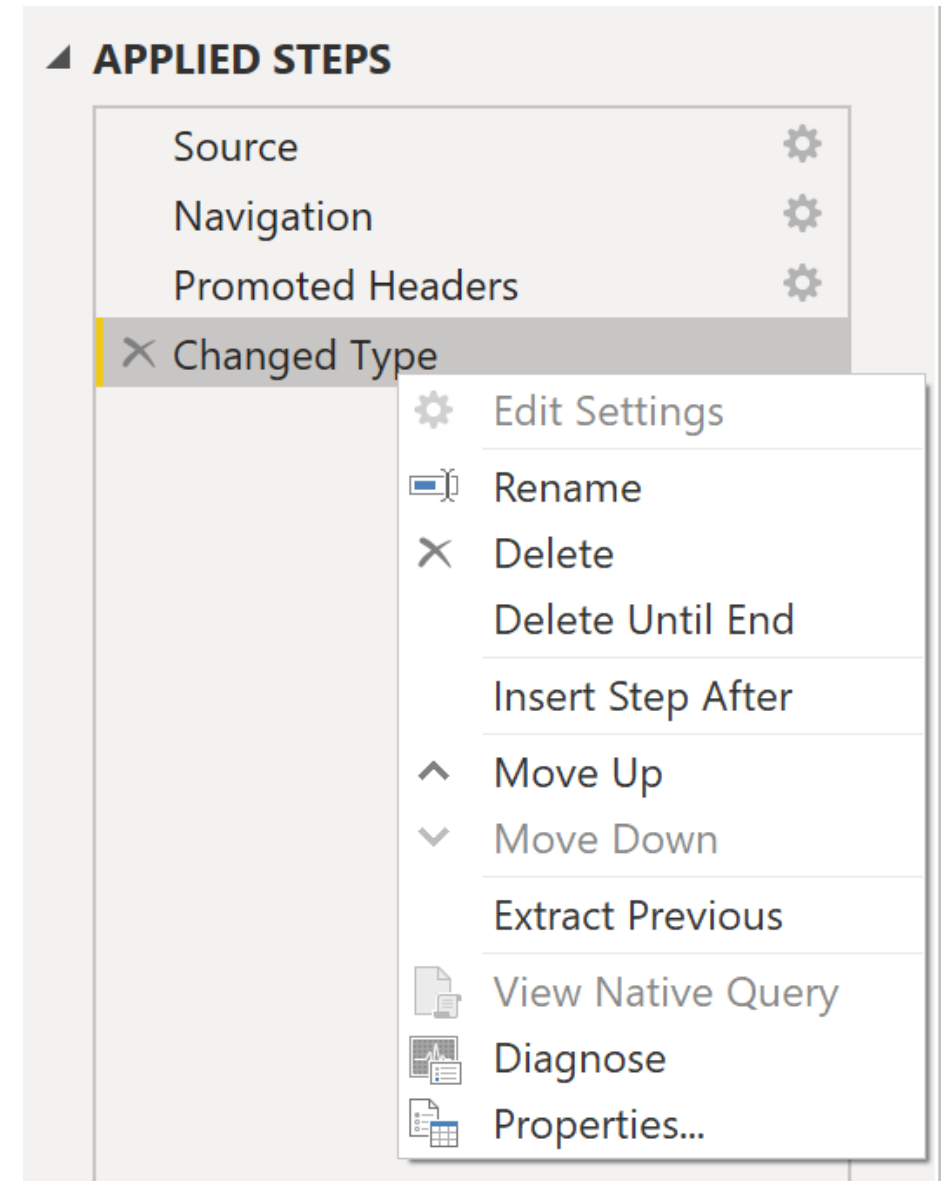 APPLIED STEPS
Source
Navigation
Promoted Headers
Changed Type
Edit Settings
Rename
Delete
Delete Until End
Insert Step After
Move Up
Move Down
Extract Previous
View Native Query
Diagnose
Properties...